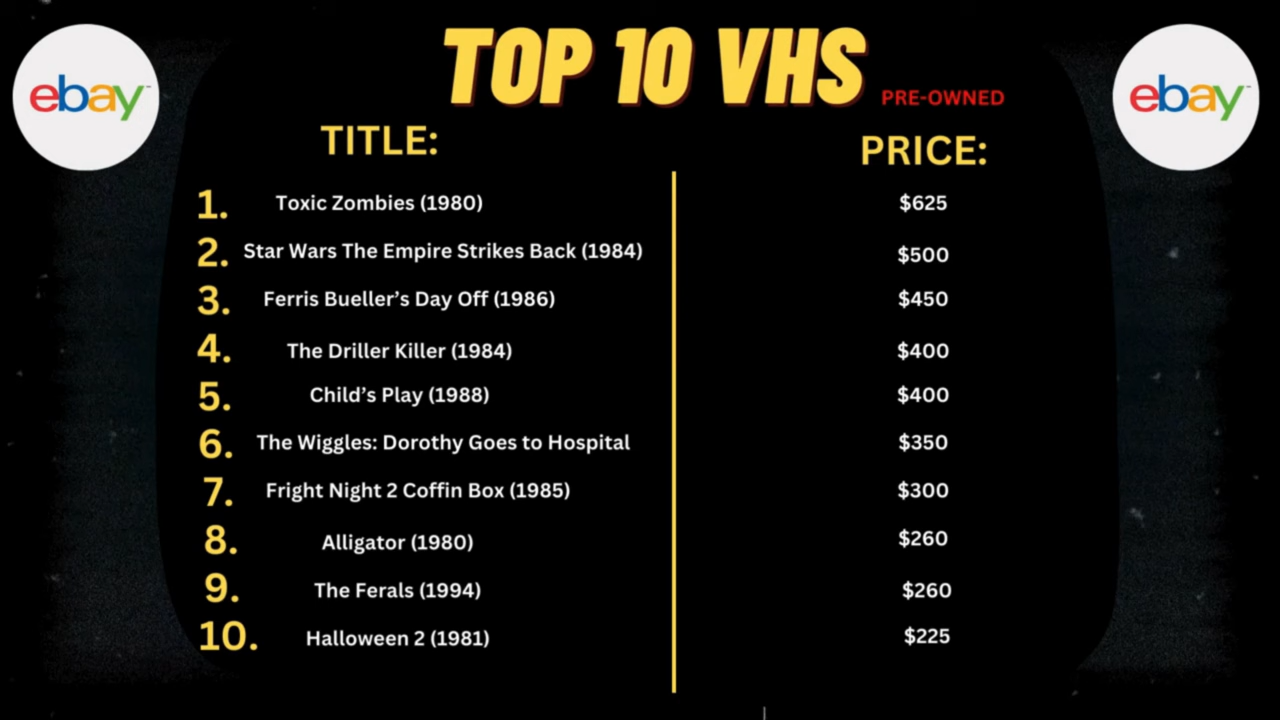 ebay™
TOP 10 VHS PRE-OWNED
ebay™
TITLE: PRICE:
1. Toxic Zombies (1980) $625
2. Star Wars The Empire Strikes Back (1984) $500
3. Ferris Bueller’s Day Off (1986) $450
4. The Driller Killer (1984) $400
5. Child’s Play (1988) $400
6. The Wiggles: Dorothy Goes to Hospital $350
7. Fright Night 2 Coffin Box (1985) $300
8. Alligator (1980) $260
9. The Ferals (1994) $260
10. Halloween 2 (1981) $225